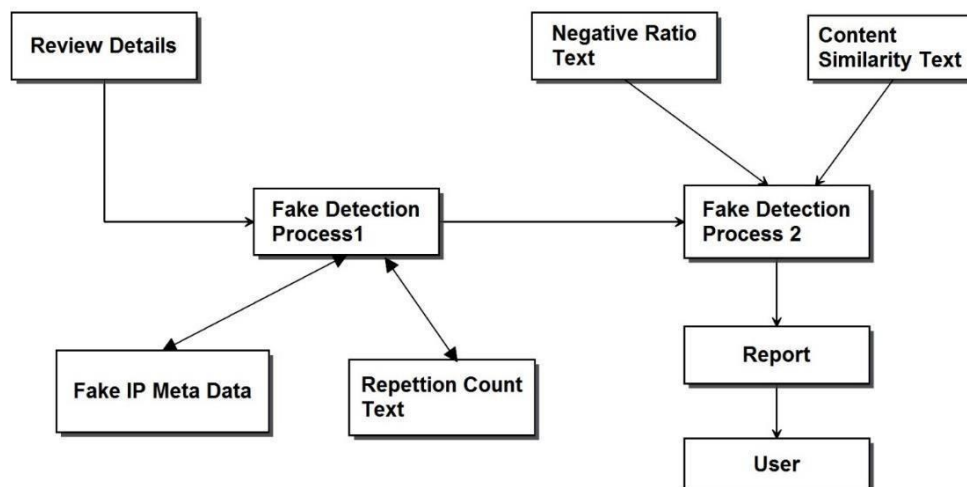 Review Details
Negative Ratio
Text
Content
Similarity Text
Fake Detection
Process1
Fake Detection
Process 2
Fake IP Meta Data
Repettion Count
Text
Report
User